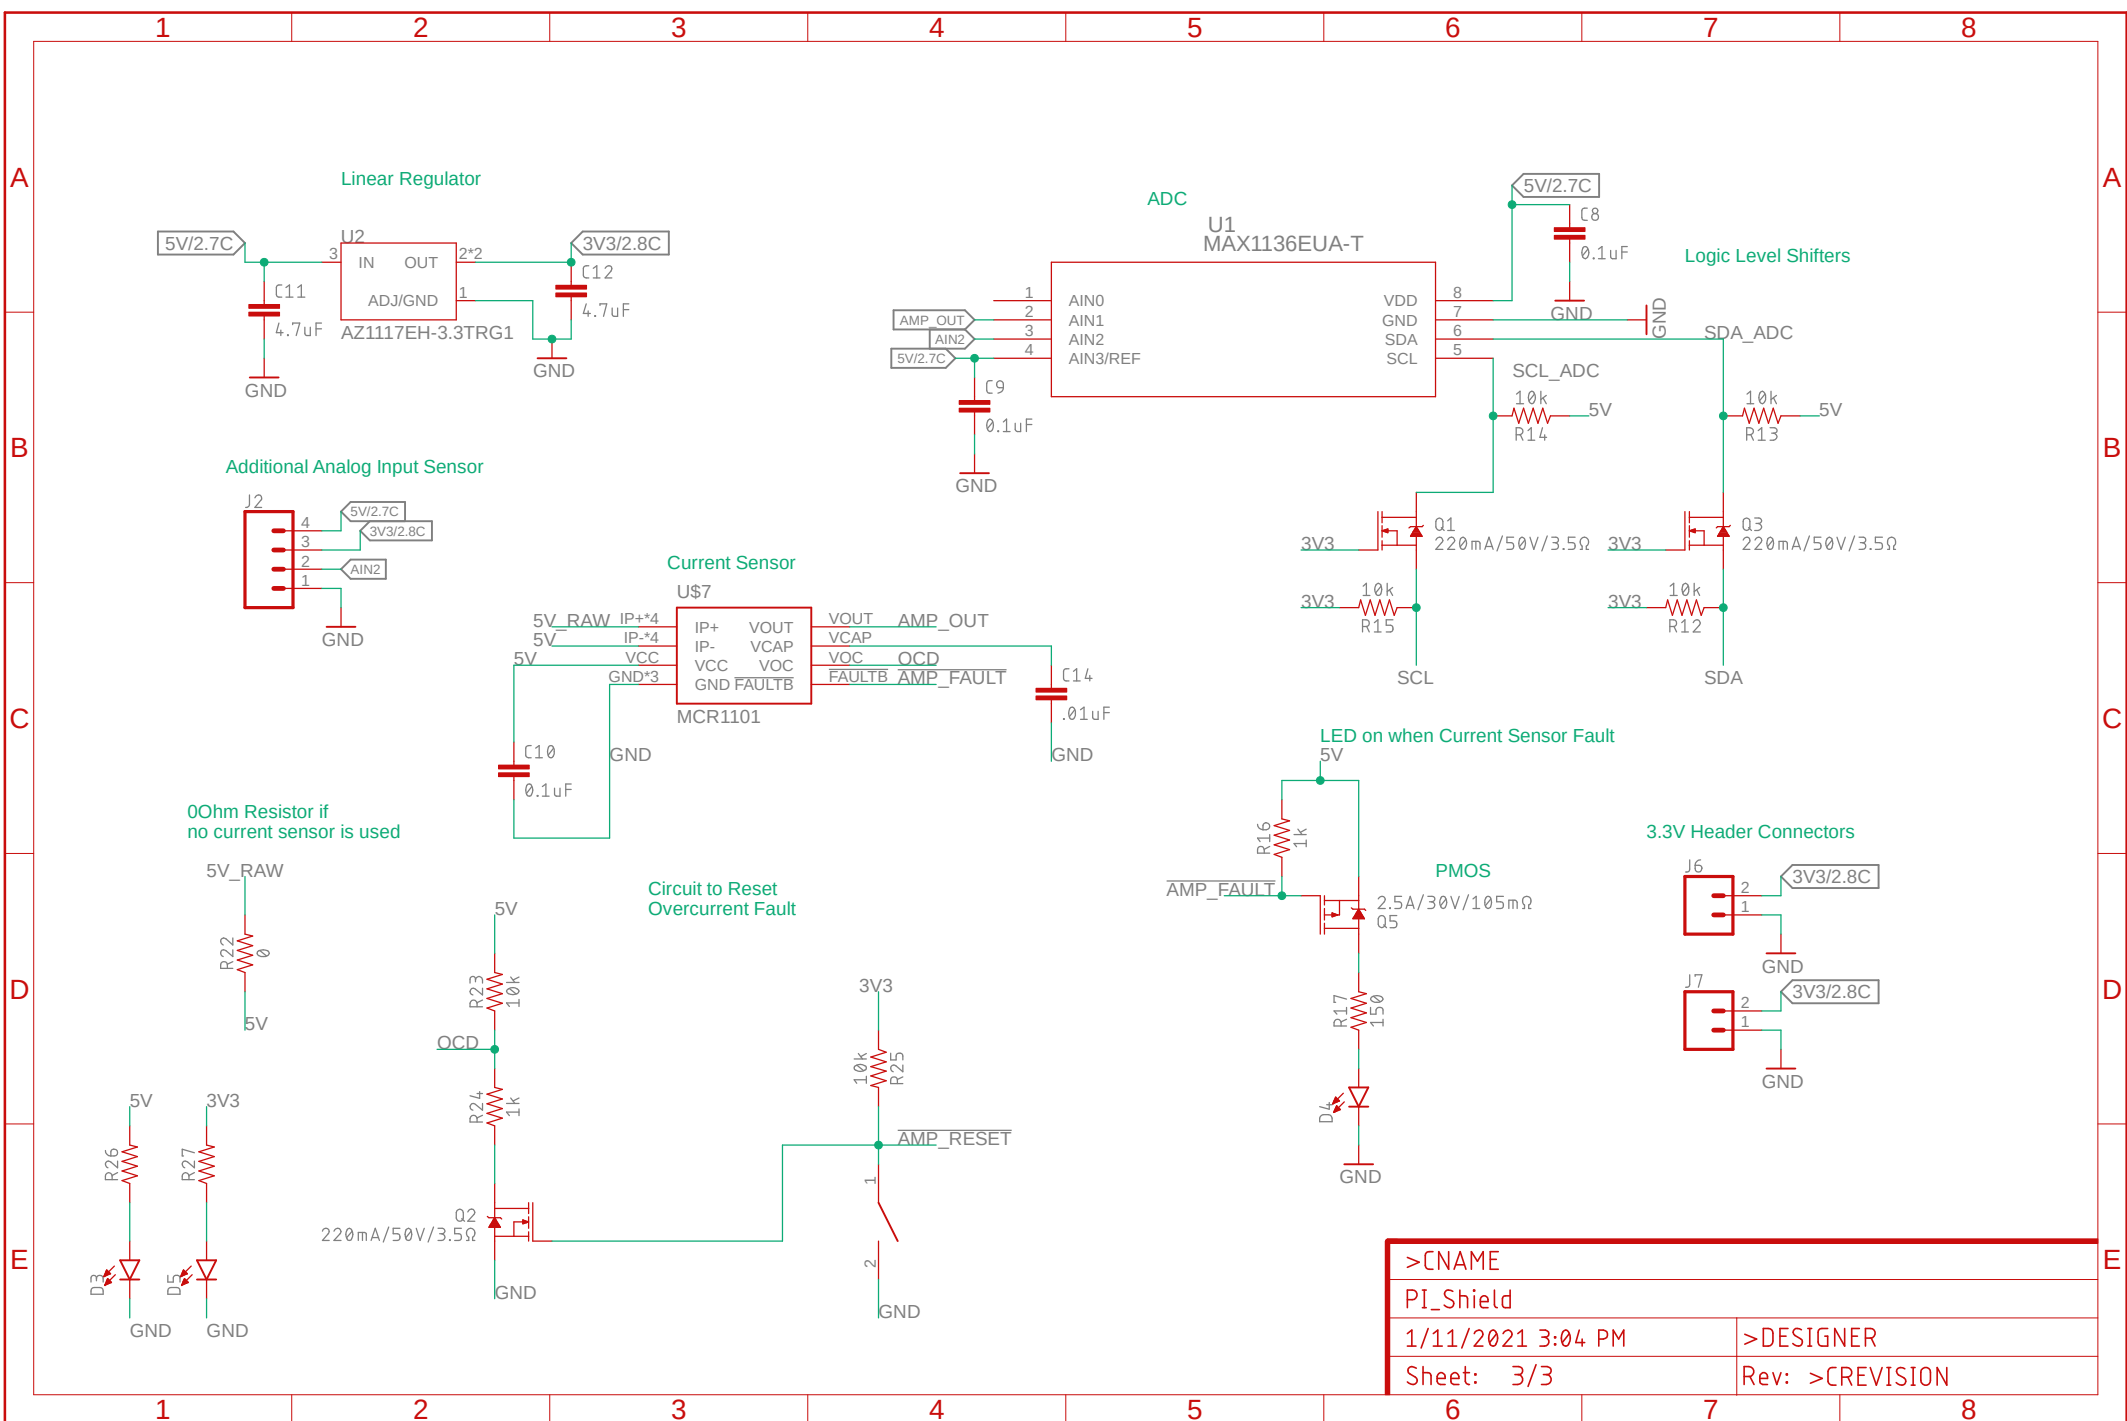 1 2 3 4 5 6 7 8
A A
B B
C C
D D
E E
Linear Regulator
5V/2.7C
U2
3 IN OUT 2*2
ADJ/GND 1
AZ1117EH-3.3TRG1
3V3/2.8C
C11
4.7uF
GND
C12
4.7uF
GND
ADC
U1
MAX1136EUA-T
1 AIN0 VDD 8
2 AIN1 GND 7
3 AIN2 SDA 6
4 AIN3/REF SCL 5
AMP_OUT
AIN2
5V/2.7C
C9
0.1uF
GND
5V/2.7C
C8
0.1uF
GND
GND
Logic Level Shifters
SDA_ADC
SCL_ADC
10k
R14
5V
10k
R13
5V
3V3
Q1
220mA/50V/3.5Ω
3V3
Q3
220mA/50V/3.5Ω
3V3
10k
R15
SCL
3V3
10k
R12
SDA
Additional Analog Input Sensor
J2
4 5V/2.7C
3 3V3/2.8C
2 AIN2
1
GND
Current Sensor
U$7
5V_RAW IP+*4 IP+ VOUT VOUT AMP_OUT
5V IP-*4 IP- VCAP VCAP
5V VCC VCC VOC VOC OCD
GND*3 GND FAULTB FAULTB AMP_FAULT
MCR1101
C10
0.1uF
GND
C14
.01uF
GND
0Ohm Resistor if
no current sensor is used
5V_RAW
R22
0
5V
Circuit to Reset
Overcurrent Fault
5V
R23
10k
OCD
R24
1k
Q2
220mA/50V/3.5Ω
GND
3V3
10k
R25
AMP_RESET
1
2
GND
LED on when Current Sensor Fault
5V
R16
1k
AMP_FAULT
PMOS
2.5A/30V/105mΩ
Q5
R17
150
D4
GND
3.3V Header Connectors
J6
2 3V3/2.8C
1
GND
J7
2 3V3/2.8C
1
GND
5V
R26
D3
GND
3V3
R27
D5
GND
>CNAME
PI_Shield
1/11/2021 3:04 PM >DESIGNER
Sheet: 3/3 Rev: >CREVISION
1 2 3 4 5 6 7 8